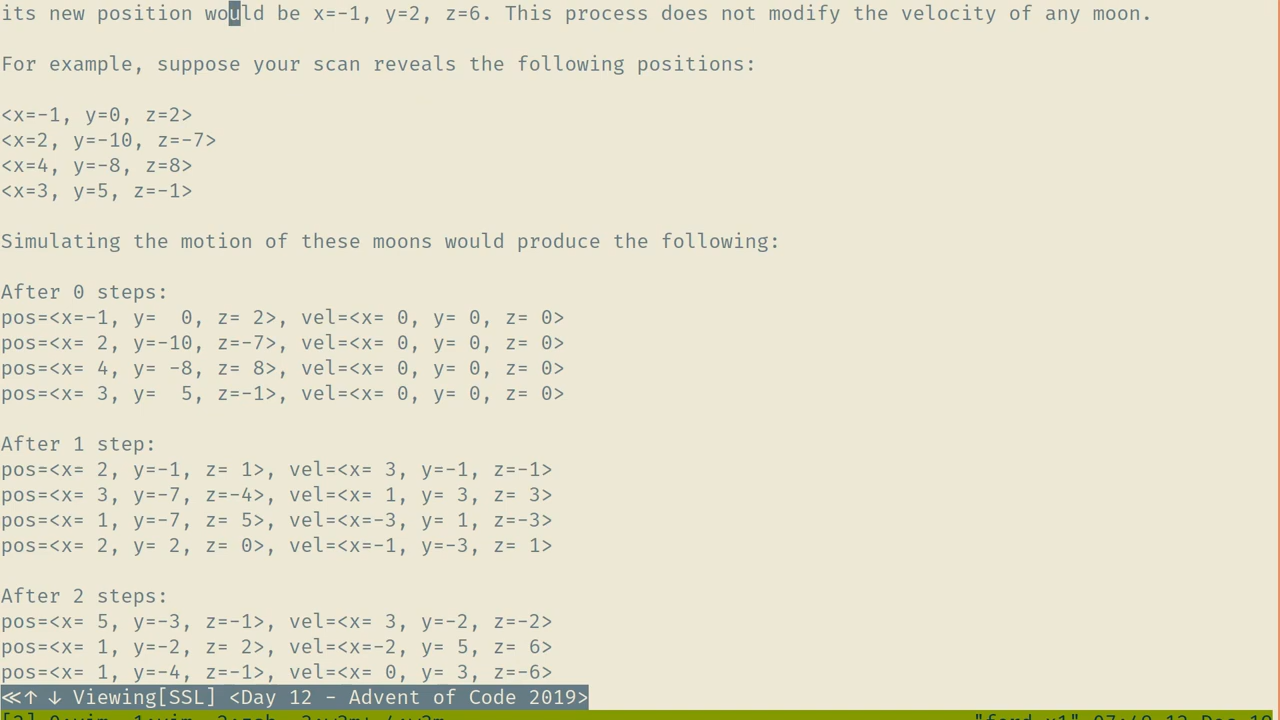 its new position would be x=-1, y=2, z=6. This process does not modify the velocity of any moon.
For example, suppose your scan reveals the following positions:
<x=-1, y=0, z=2>
<x=2, y=-10, z=-7>
<x=4, y=-8, z=8>
<x=3, y=5, z=-1>
Simulating the motion of these moons would produce the following:
After 0 steps:
pos=<x=-1, y=  0, z= 2>, vel=<x= 0, y= 0, z= 0>
pos=<x= 2, y=-10, z=-7>, vel=<x= 0, y= 0, z= 0>
pos=<x= 4, y= -8, z= 8>, vel=<x= 0, y= 0, z= 0>
pos=<x= 3, y=  5, z=-1>, vel=<x= 0, y= 0, z= 0>
After 1 step:
pos=<x= 2, y=-1, z= 1>, vel=<x= 3, y=-1, z=-1>
pos=<x= 3, y=-7, z=-4>, vel=<x= 1, y= 3, z= 3>
pos=<x= 1, y=-7, z= 5>, vel=<x=-3, y= 1, z=-3>
pos=<x= 2, y= 2, z= 0>, vel=<x=-1, y=-3, z= 1>
After 2 steps:
pos=<x= 5, y=-3, z=-1>, vel=<x= 3, y=-2, z=-2>
pos=<x= 1, y=-2, z= 2>, vel=<x=-2, y= 5, z= 6>
pos=<x= 1, y=-4, z=-1>, vel=<x= 0, y= 3, z=-6>
≪↑ ↓ Viewing[SSL] <Day 12 - Advent of Code 2019>